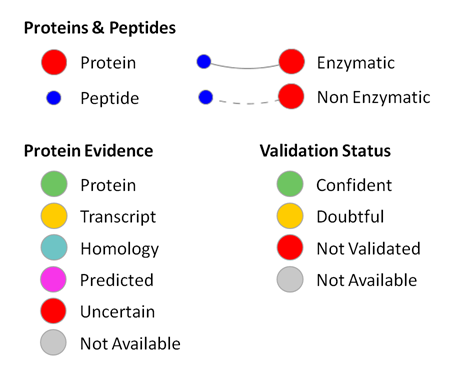 Proteins & Peptides
Protein
Enzymatic
Peptide
Non Enzymatic
Protein Evidence
Protein
Transcript
Homology
Predicted
Uncertain
Not Available
Validation Status
Confident
Doubtful
Not Validated
Not Available